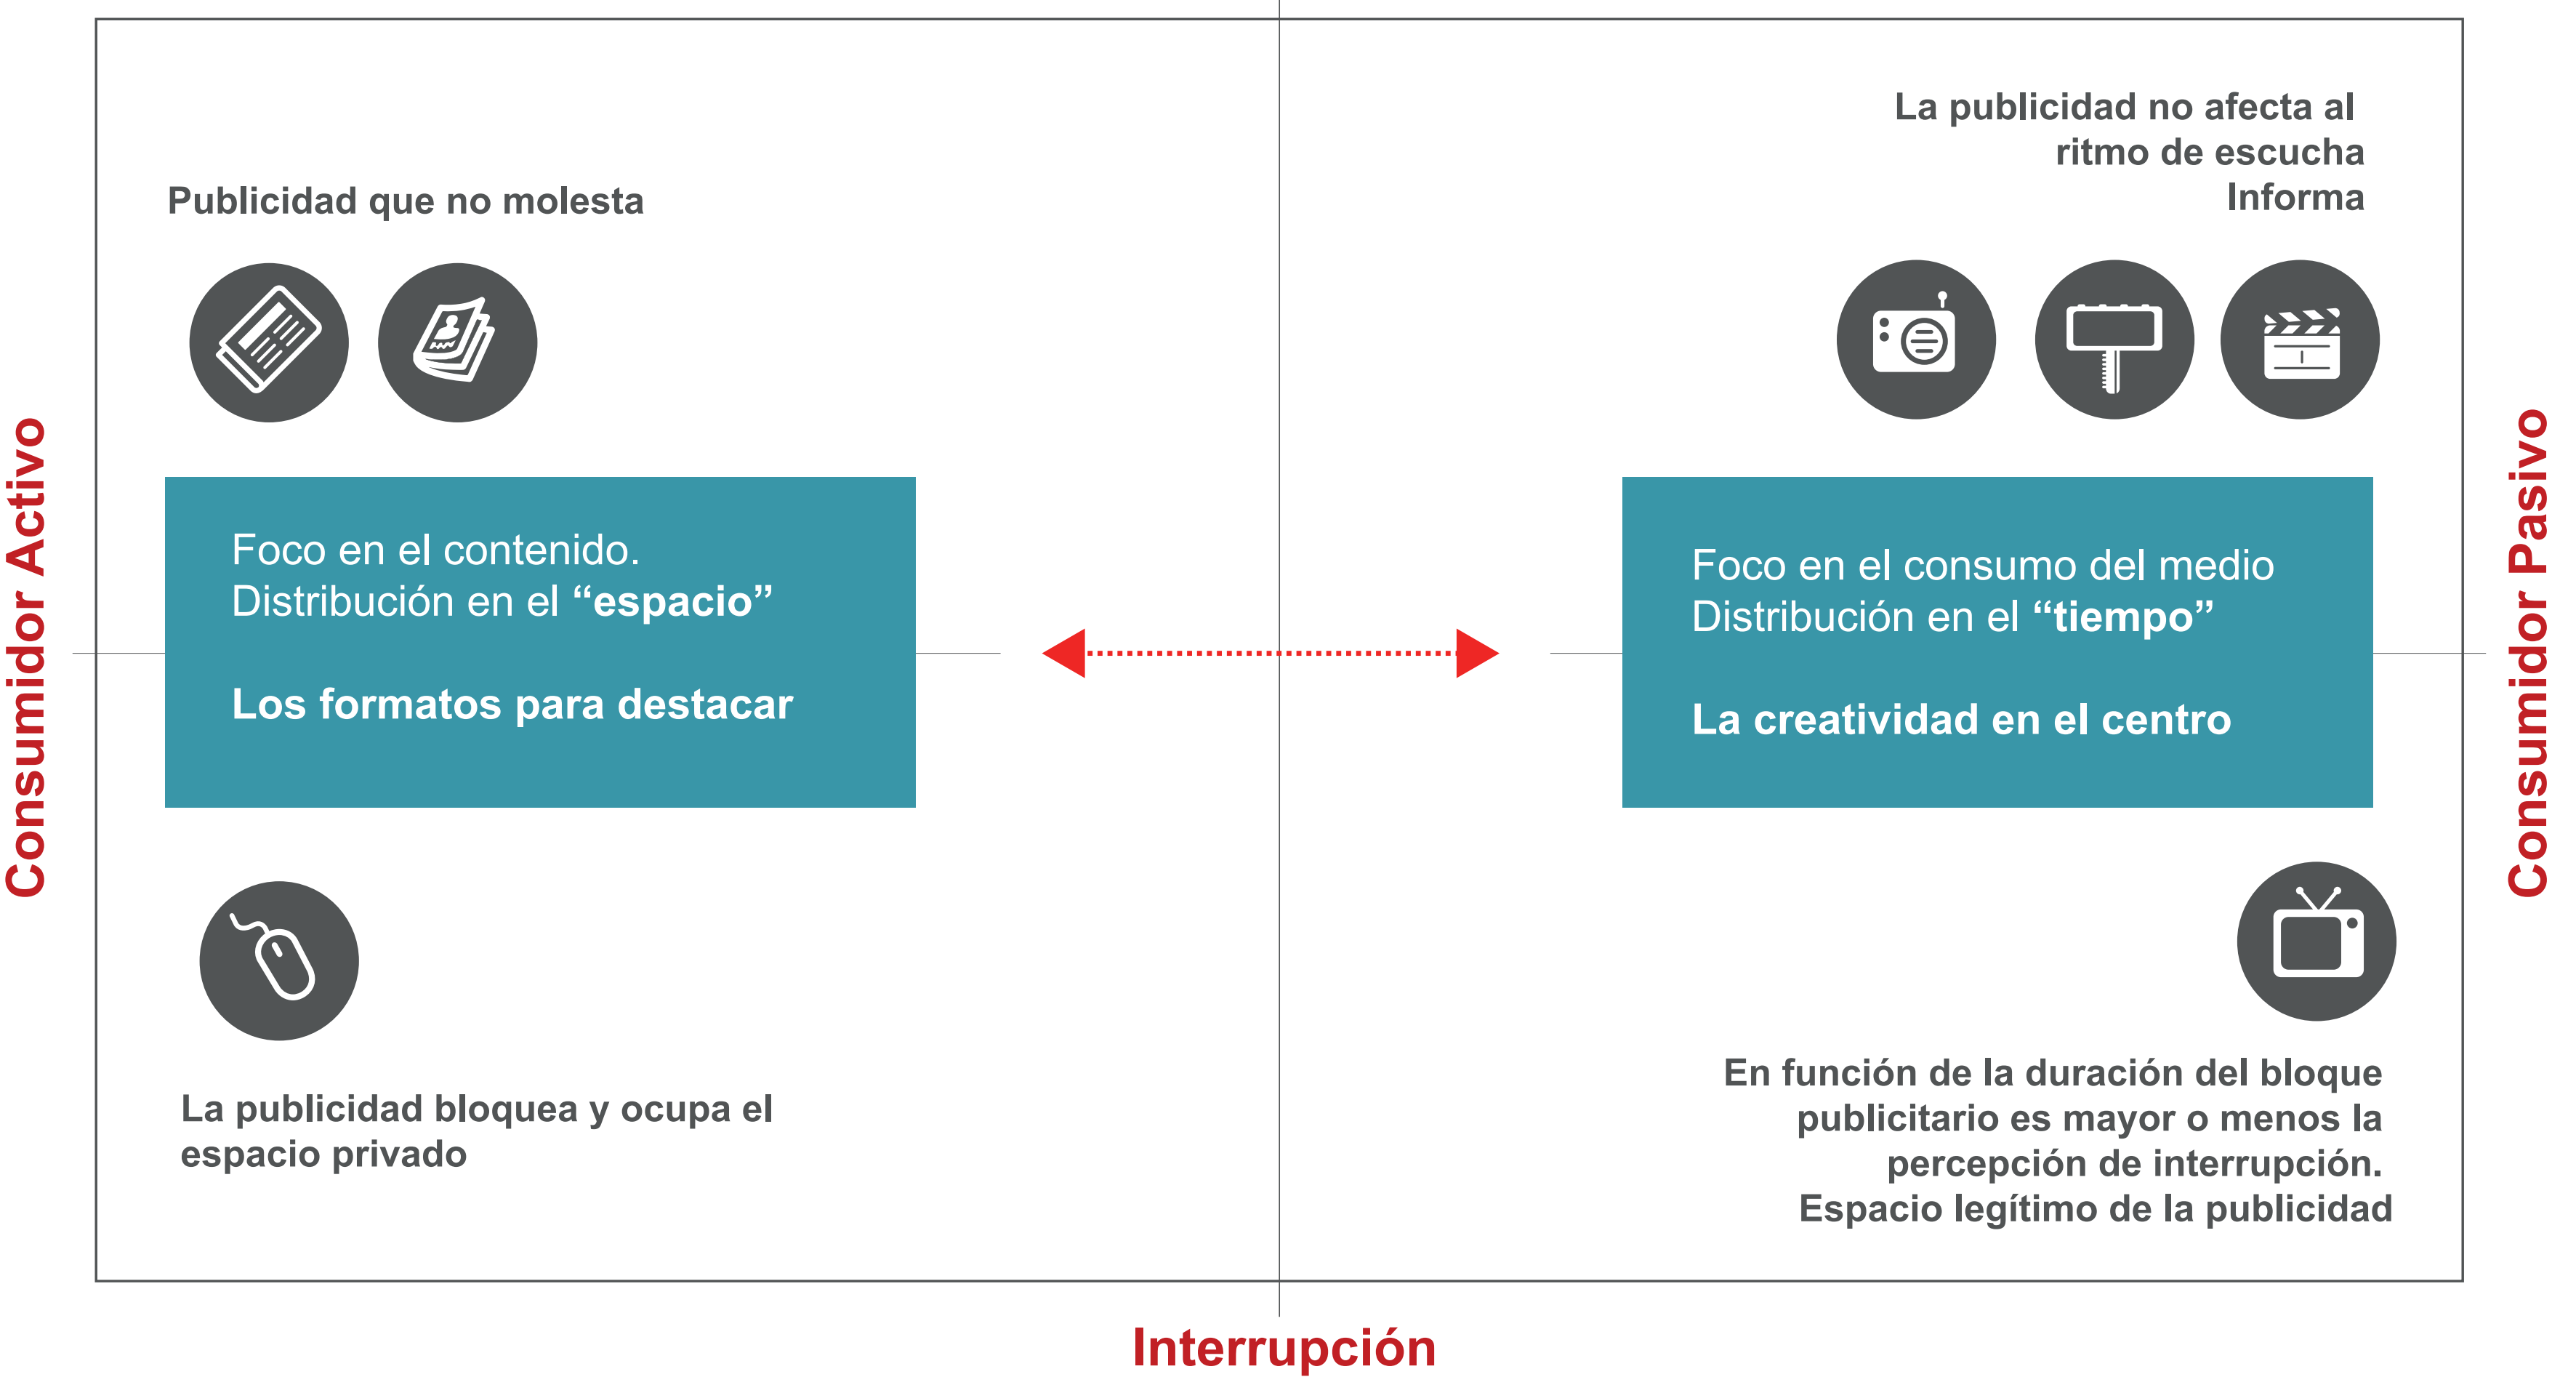 Publicidad que no molesta
La publicidad no afecta al
ritmo de escucha
Informa
Consumidor Activo
Foco en el contenido.
Distribución en el “espacio”
Los formatos para destacar
Foco en el consumo del medio
Distribución en el “tiempo”
La creatividad en el centro
Consumidor Pasivo
La publicidad bloquea y ocupa el
espacio privado
En función de la duración del bloque
publicitario es mayor o menos la
percepción de interrupción.
Espacio legítimo de la publicidad
Interrupción